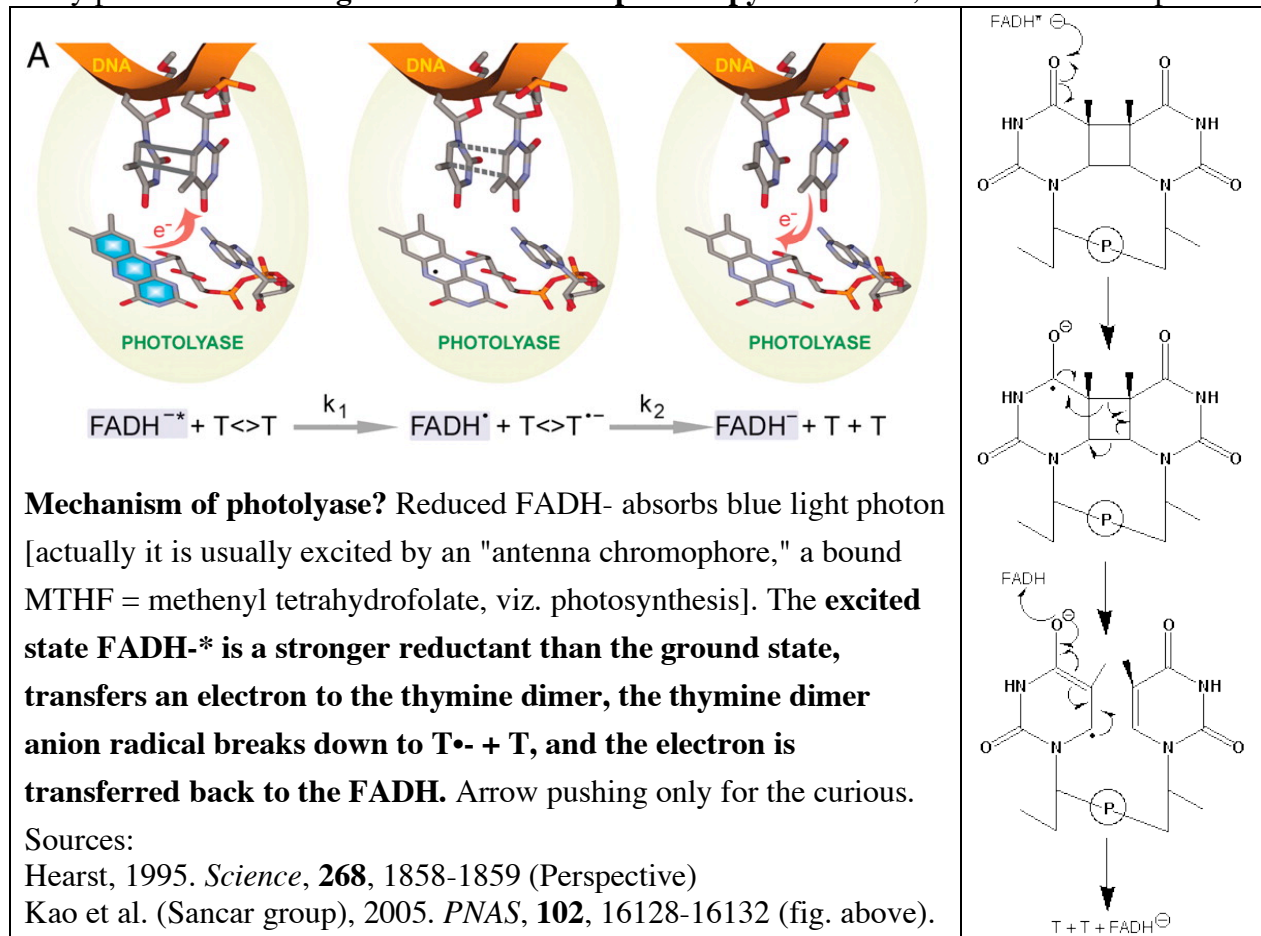 A
DNA
DNA
DNA
e-
e-
PHOTOLYASE
PHOTOLYASE
PHOTOLYASE
FADH-* + T<>T k1 FADH• + T<>T•- k2 FADH- + T + T
Mechanism of photolyase? Reduced FADH- absorbs blue light photon
[actually it is usually excited by an "antenna chromophore," a bound
MTHF = methenyl tetrahydrofolate, viz. photosynthesis]. The excited
state FADH-* is a stronger reductant than the ground state,
transfers an electron to the thymine dimer, the thymine dimer
anion radical breaks down to T•- + T, and the electron is
transferred back to the FADH. Arrow pushing only for the curious.
Sources:
Hearst, 1995. Science, 268, 1858-1859 (Perspective)
Kao et al. (Sancar group), 2005. PNAS, 102, 16128-16132 (fig. above).
FADH* ⊖
O O
HN NH
O N N O
P
O ⊖ O
HN NH
O N N O
P
FADH
O ⊖ O
HN NH
O N N O
P
T + T + FADH ⊖